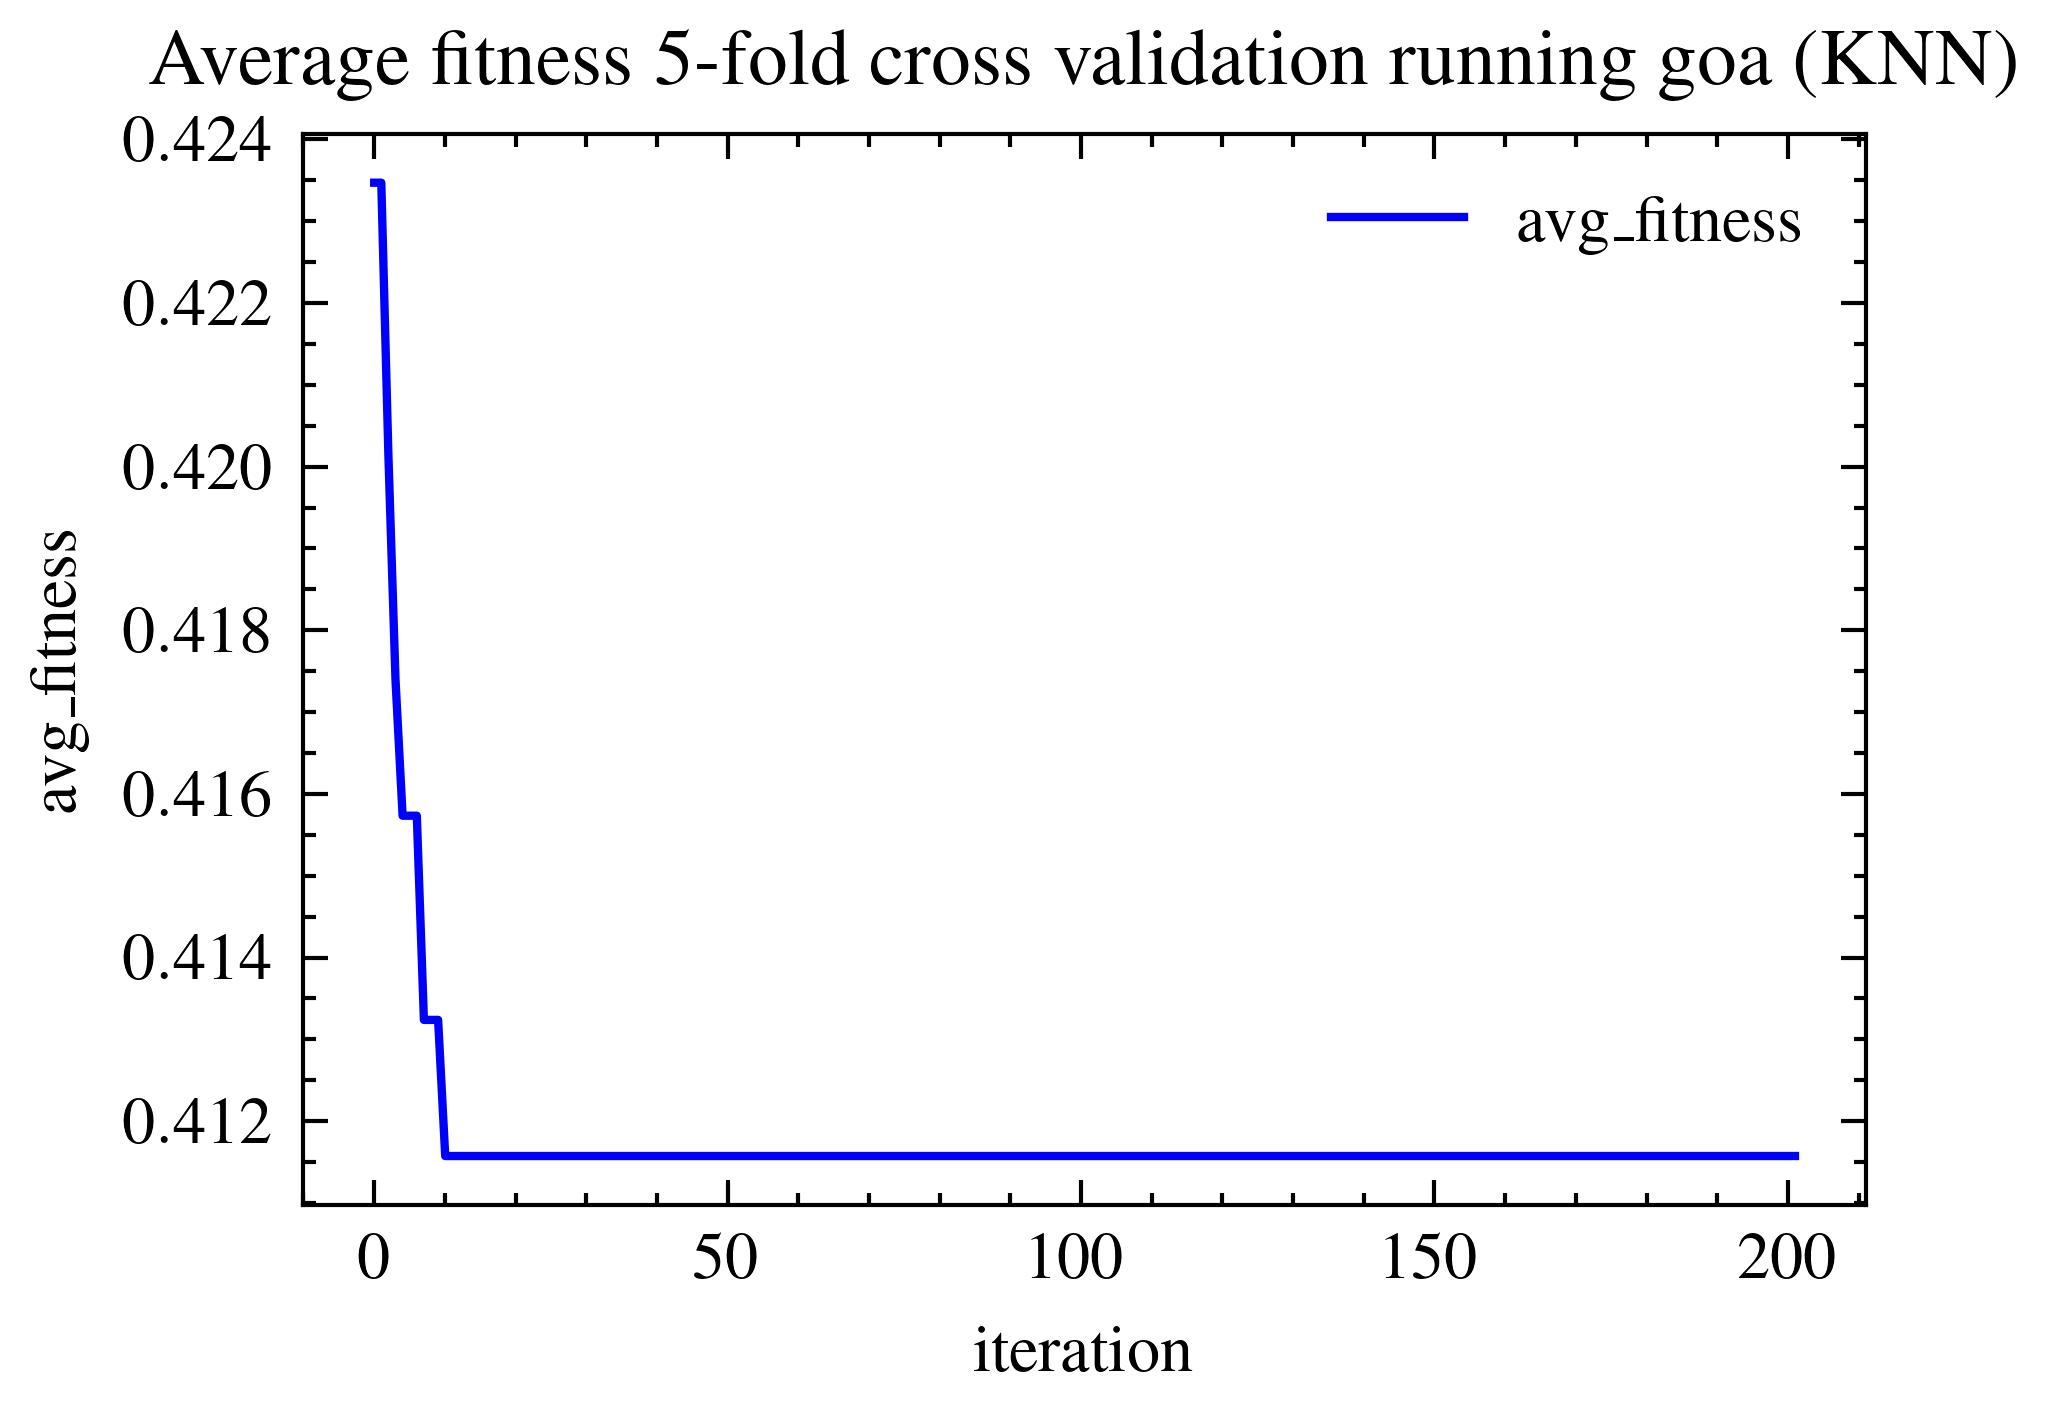 Average fitness 5-fold cross validation running goa (KNN)
0.424
avg_fitness
0.422
0.420
0.418
0.416
0.414
0.412
avg_fitness
0 50 100 150 200
iteration